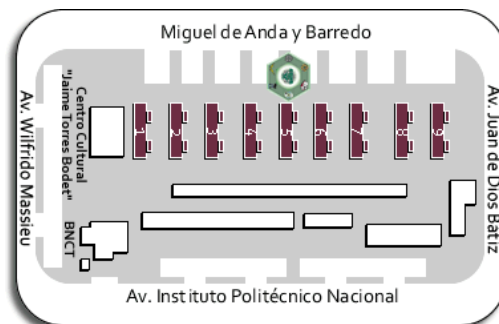 Miguel de Anda y Barredo
Av. Wilfrido Massieu
Centro Cultural
"Jaime Torres Bodet"
1 2 3 4 5 6 7 8 9
Av. Juan de Dios Bátiz
BNCT
Av. Instituto Politécnico Nacional